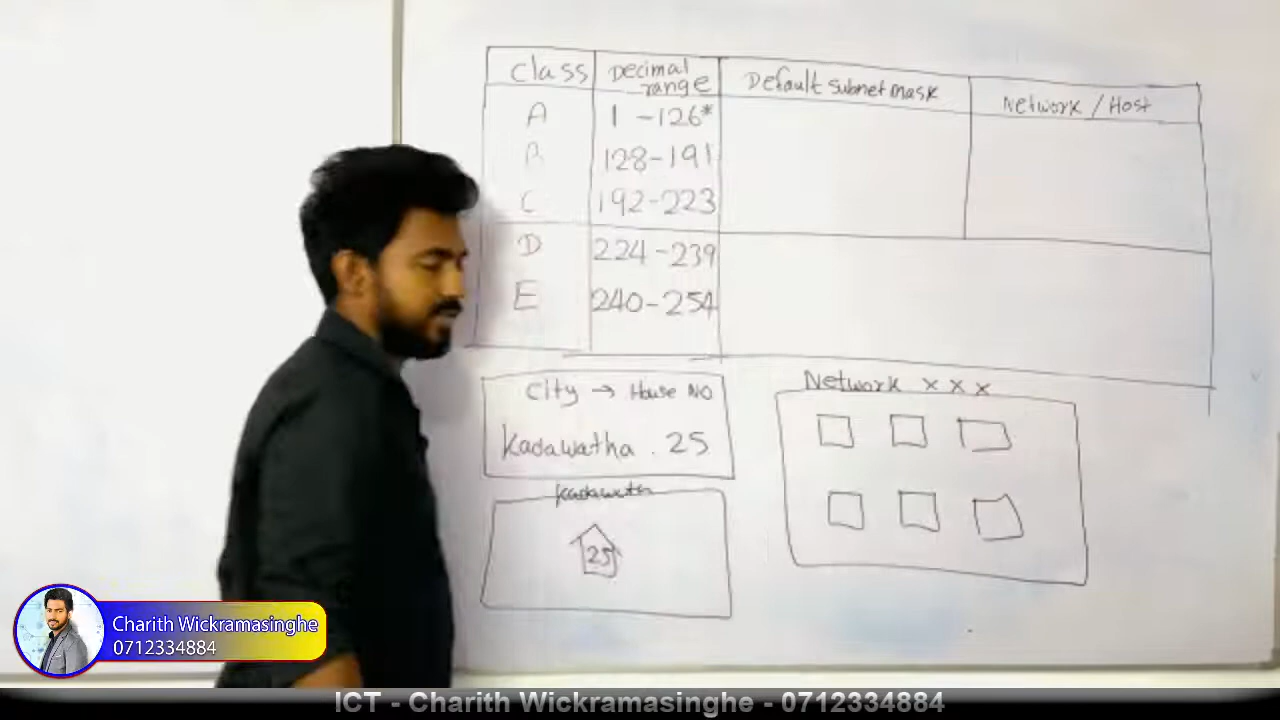 Class Decimal range Default subnet mask Network / Host
A 1 - 126*
B 128 - 191
C 192 - 223
D 224 - 239
E 240 - 254
City → House NO
Kadawatha . 25
Kadawatha
25
Network x x x
Charith Wickramasinghe
0712334884
ICT - Charith Wickramasinghe - 0712334884